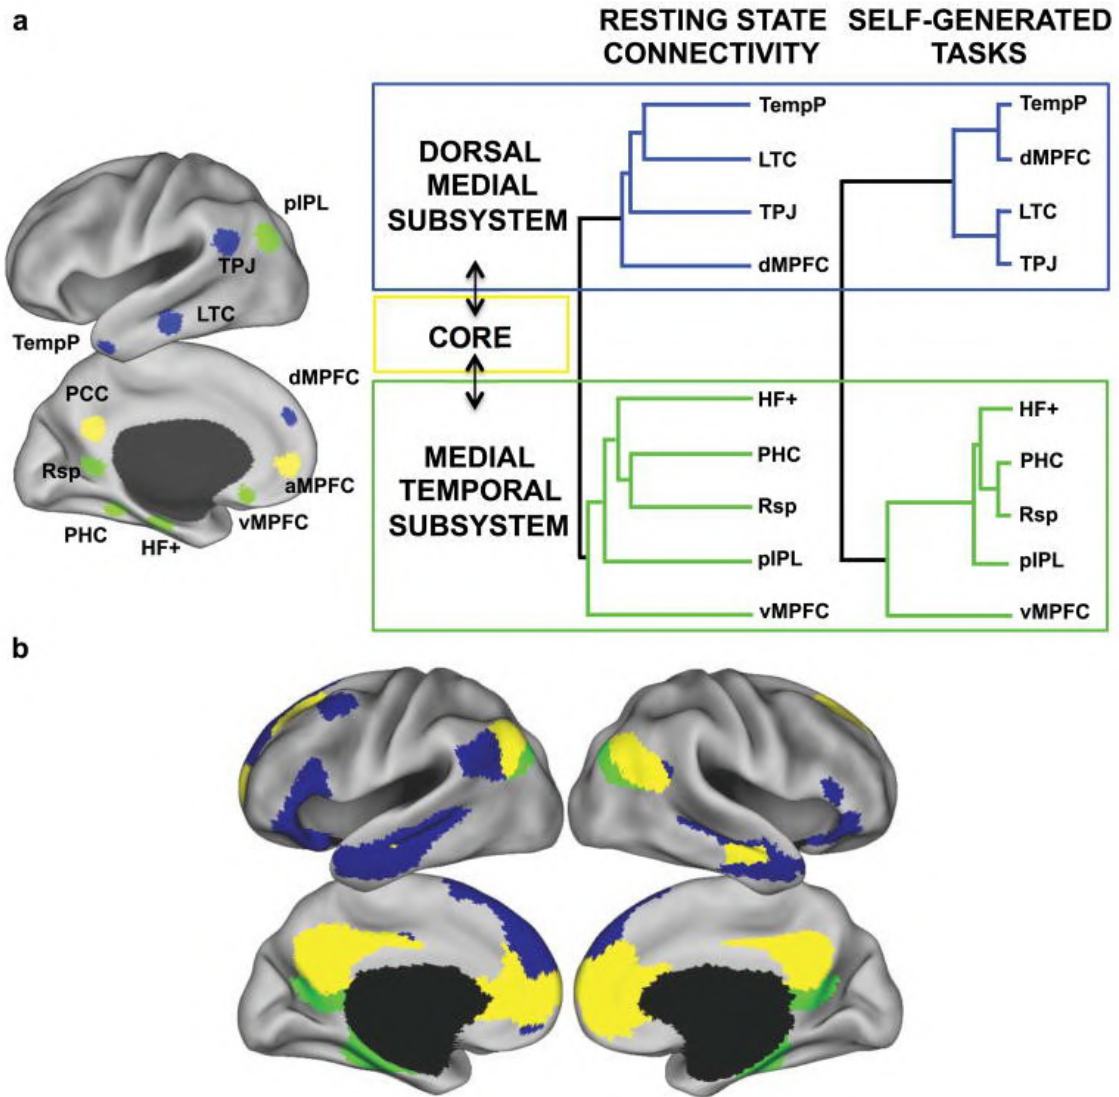 a
RESTING STATE
CONNECTIVITY
SELF-GENERATED
TASKS
pIPL
TPJ
LTC
TempP
PCC
dMPFC
Rsp
aMPFC
vMPFC
PHC
HF+
DORSAL
MEDIAL
SUBSYSTEM
TempP
LTC
TPJ
dMPFC
TempP
dMPFC
LTC
TPJ
CORE
MEDIAL
TEMPORAL
SUBSYSTEM
HF+
PHC
Rsp
pIPL
vMPFC
HF+
PHC
Rsp
pIPL
vMPFC
b